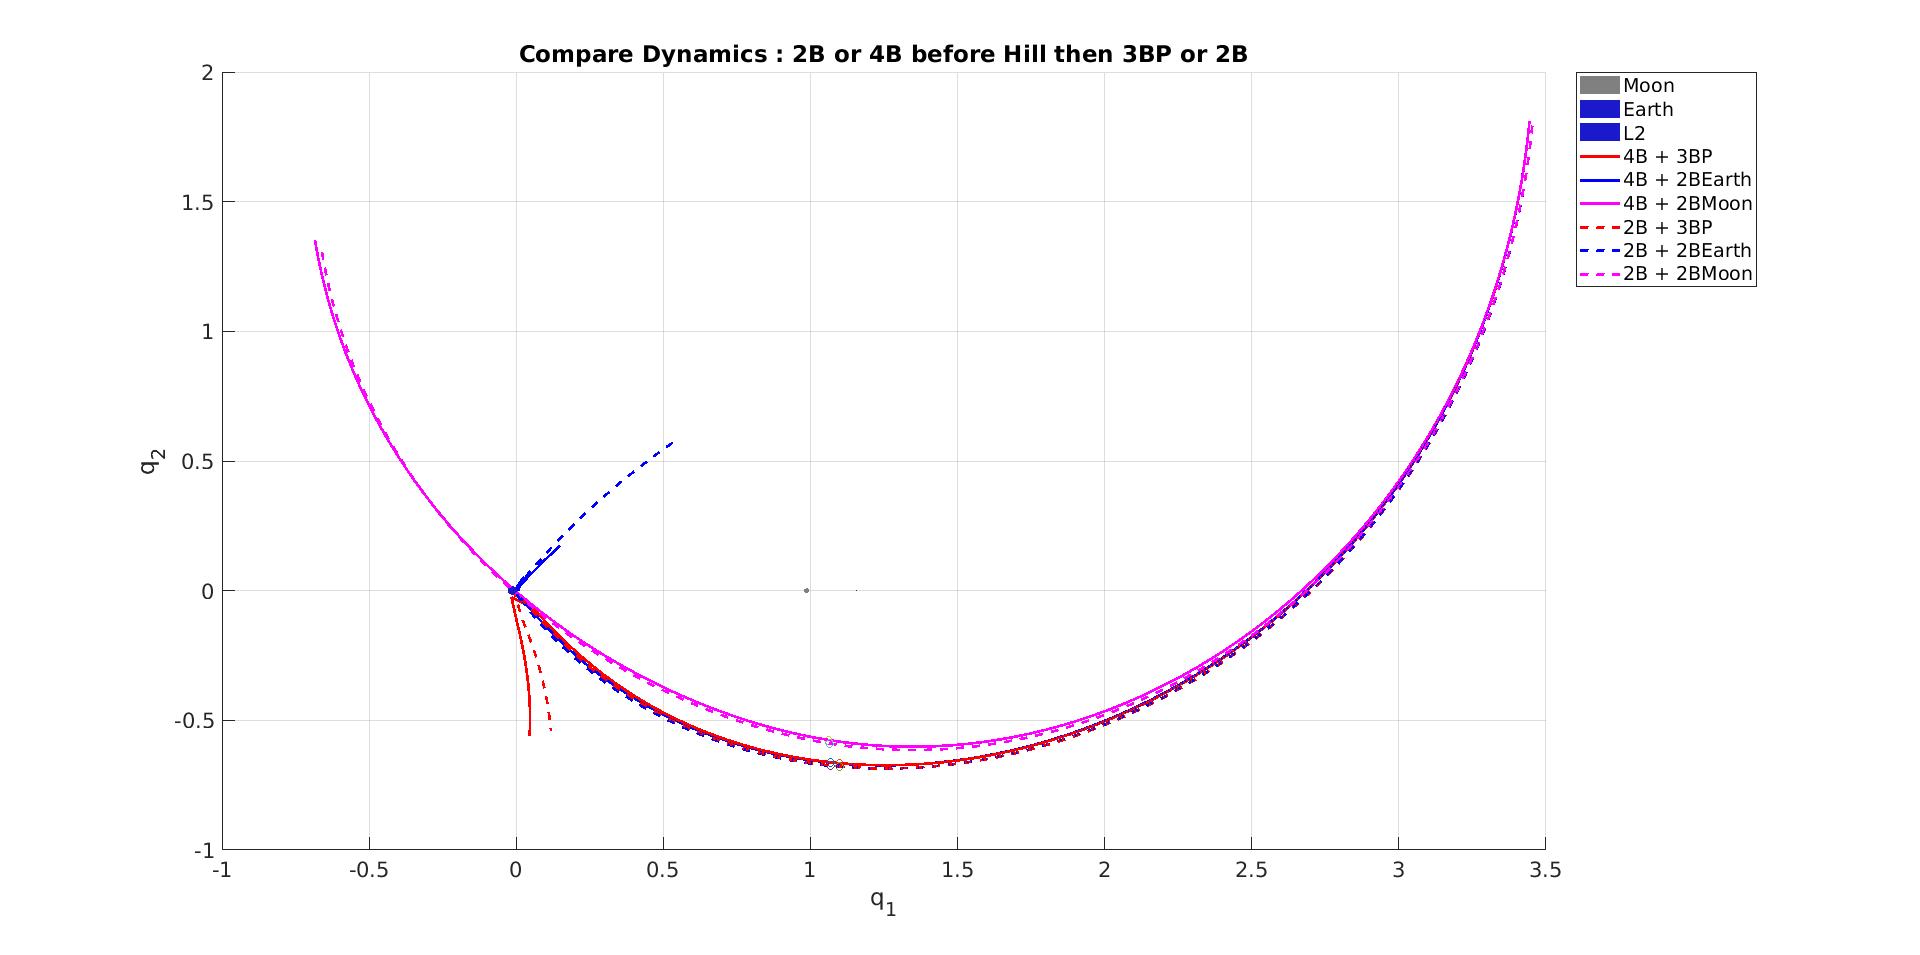 Compare Dynamics : 2B or 4B before Hill then 3BP or 2B
2
1.5
1
0.5
0
-0.5
-1
q2
-1
-0.5
0
0.5
1
1.5
2
2.5
3
3.5
q1
Moon
Earth
L2
4B + 3BP
4B + 2BEarth
4B + 2BMoon
2B + 3BP
2B + 2BEarth
2B + 2BMoon